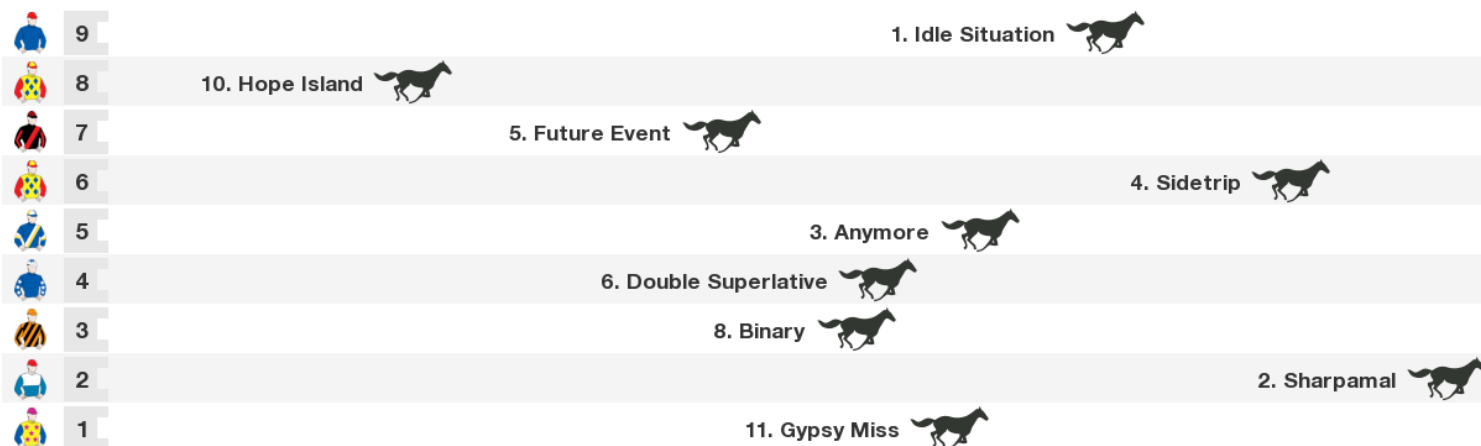 9 1. Idle Situation
8 10. Hope Island
7 5. Future Event
6 4. Sidetrip
5 3. Anymore
4 6. Double Superlative
3 8. Binary
2 2. Sharpamal
1 11. Gypsy Miss